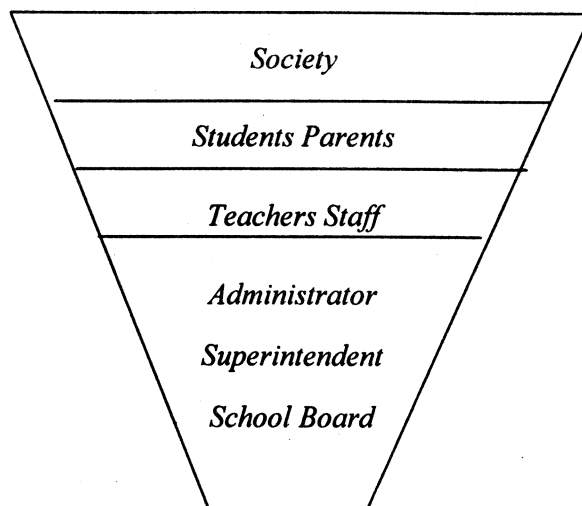 Society
Students Parents
Teachers Staff
Administrator
Superintendent
School Board